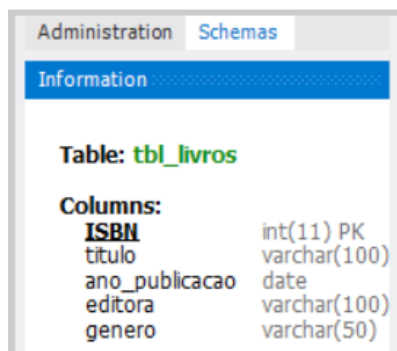 Administration Schemas
Information
Table: tbl_livros
Columns:
ISBN int(11) PK
titulo varchar(100)
ano_publicacao date
editora varchar(100)
genero varchar(50)